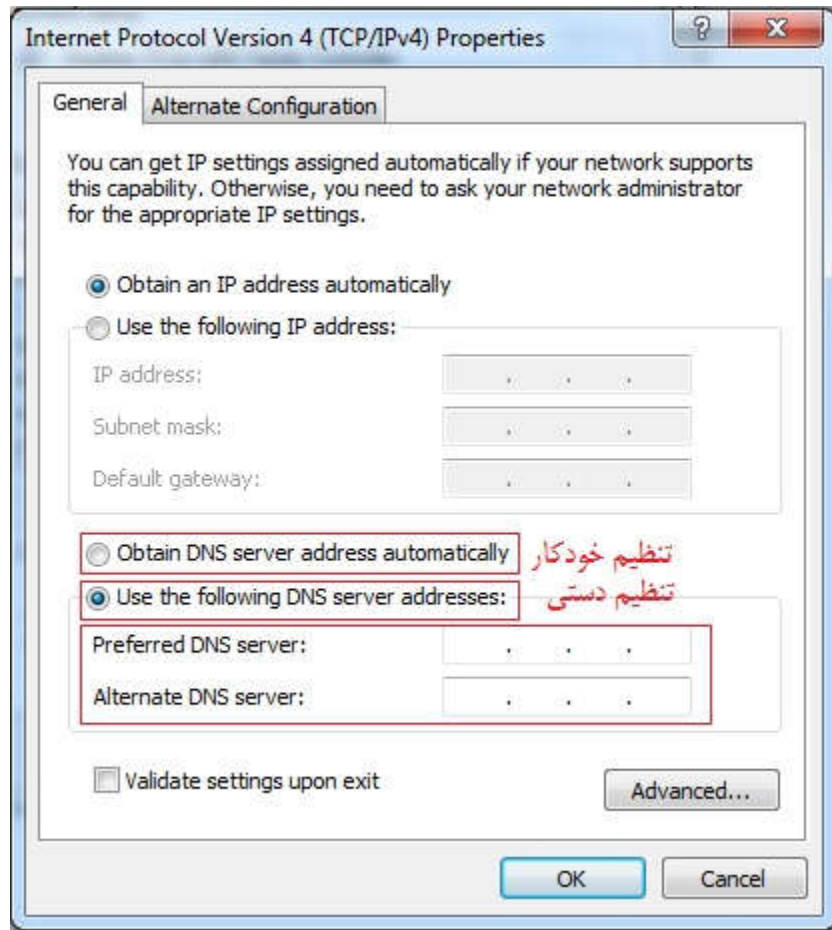 Internet Protocol Version 4 (TCP/IPv4) Properties
General
Alternate Configuration
You can get IP settings assigned automatically if your network supports
this capability. Otherwise, you need to ask your network administrator
for the appropriate IP settings.
Obtain an IP address automatically
Use the following IP address:
IP address:
Subnet mask:
Default gateway:
Obtain DNS server address automatically تنظیم خودکار
Use the following DNS server addresses: تنظیم دستی
Preferred DNS server:
Alternate DNS server:
Validate settings upon exit
Advanced...
OK
Cancel